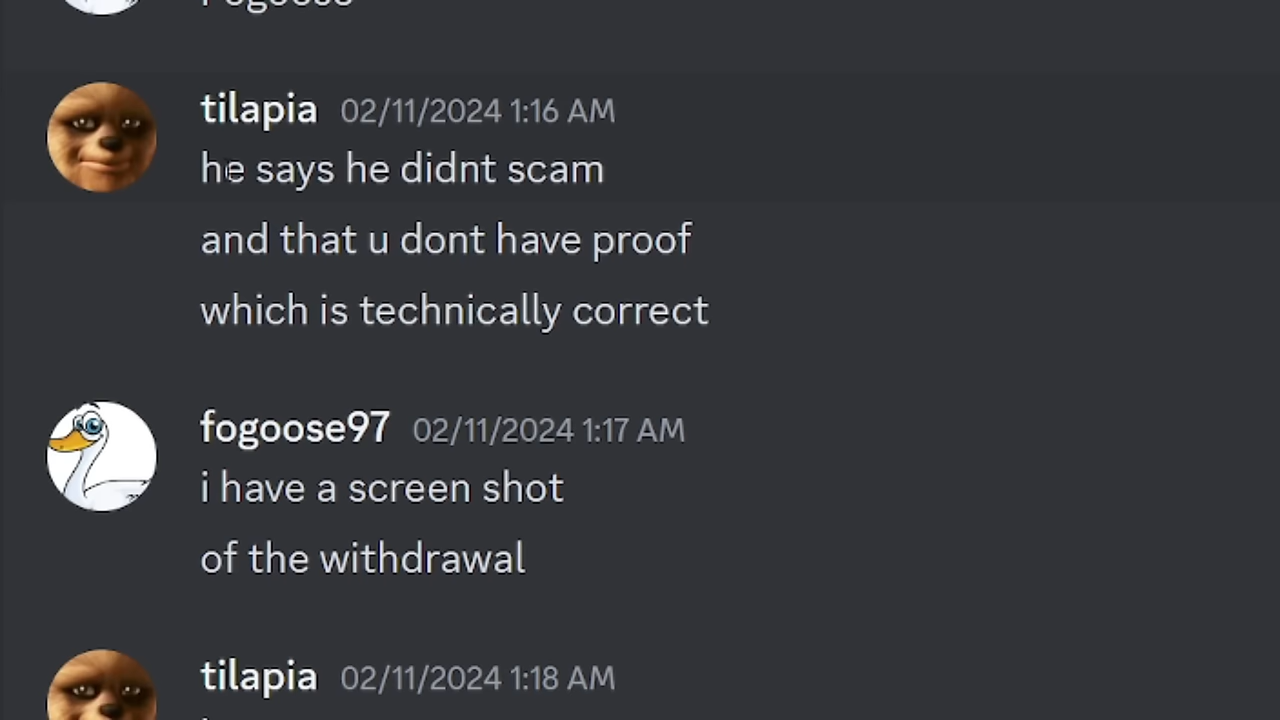 tilapia 02/11/2024 1:16 AM
he says he didnt scam
and that u dont have proof
which is technically correct
fogoose97 02/11/2024 1:17 AM
i have a screen shot
of the withdrawal
tilapia 02/11/2024 1:18 AM